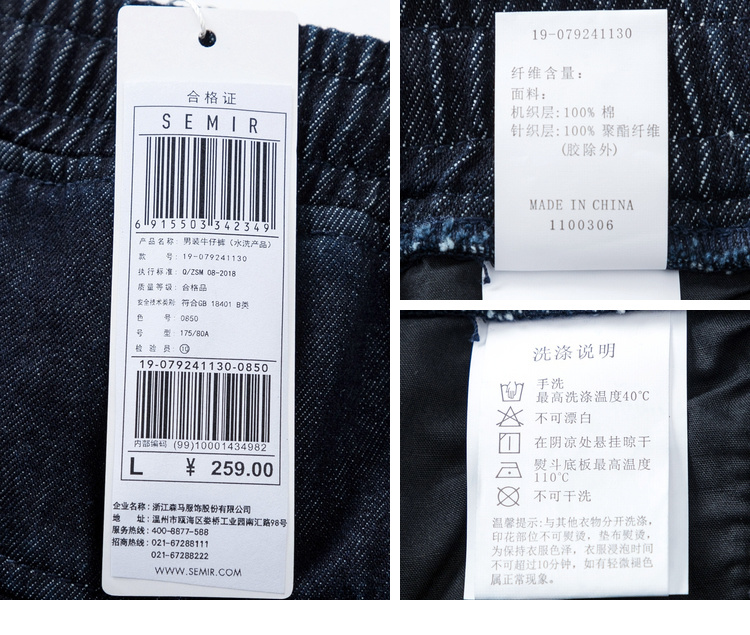 合格证
SEMIR
6 915503 342349
产品名称: 男装牛仔裤（水洗产品）
款 号: 19-079241130
执行标准: Q/ZSM 08-2018
质量等级: 合格品
安全技术类别: 符合GB 18401 B类
色 号: 0850
号 型: 175/80A
检 验 员: ⑩
19-079241130-0850
内部编码 (99)10001434982
L ¥ 259.00
企业名称: 浙江森马服饰股份有限公司
地 址: 温州市瓯海区娄桥工业园南汇路98号
服务热线: 400-8877-588
招商热线: 021-67288111
021-67288222
WWW.SEMIR.COM
19-079241130
纤维含量:
面料:
机织层: 100% 棉
针织层: 100% 聚酯纤维
(胶除外)
MADE IN CHINA
1100306
洗涤说明
手洗
最高洗涤温度40℃
不可漂白
在阴凉处悬挂晾干
熨斗底板最高温度
110℃
不可干洗
温馨提示:与其他衣物分开洗涤,
印花部位不可熨烫, 垫布熨烫,
为保持衣服色泽, 衣服浸泡时间
不可超过10分钟, 如有轻微褪色
属正常现象。